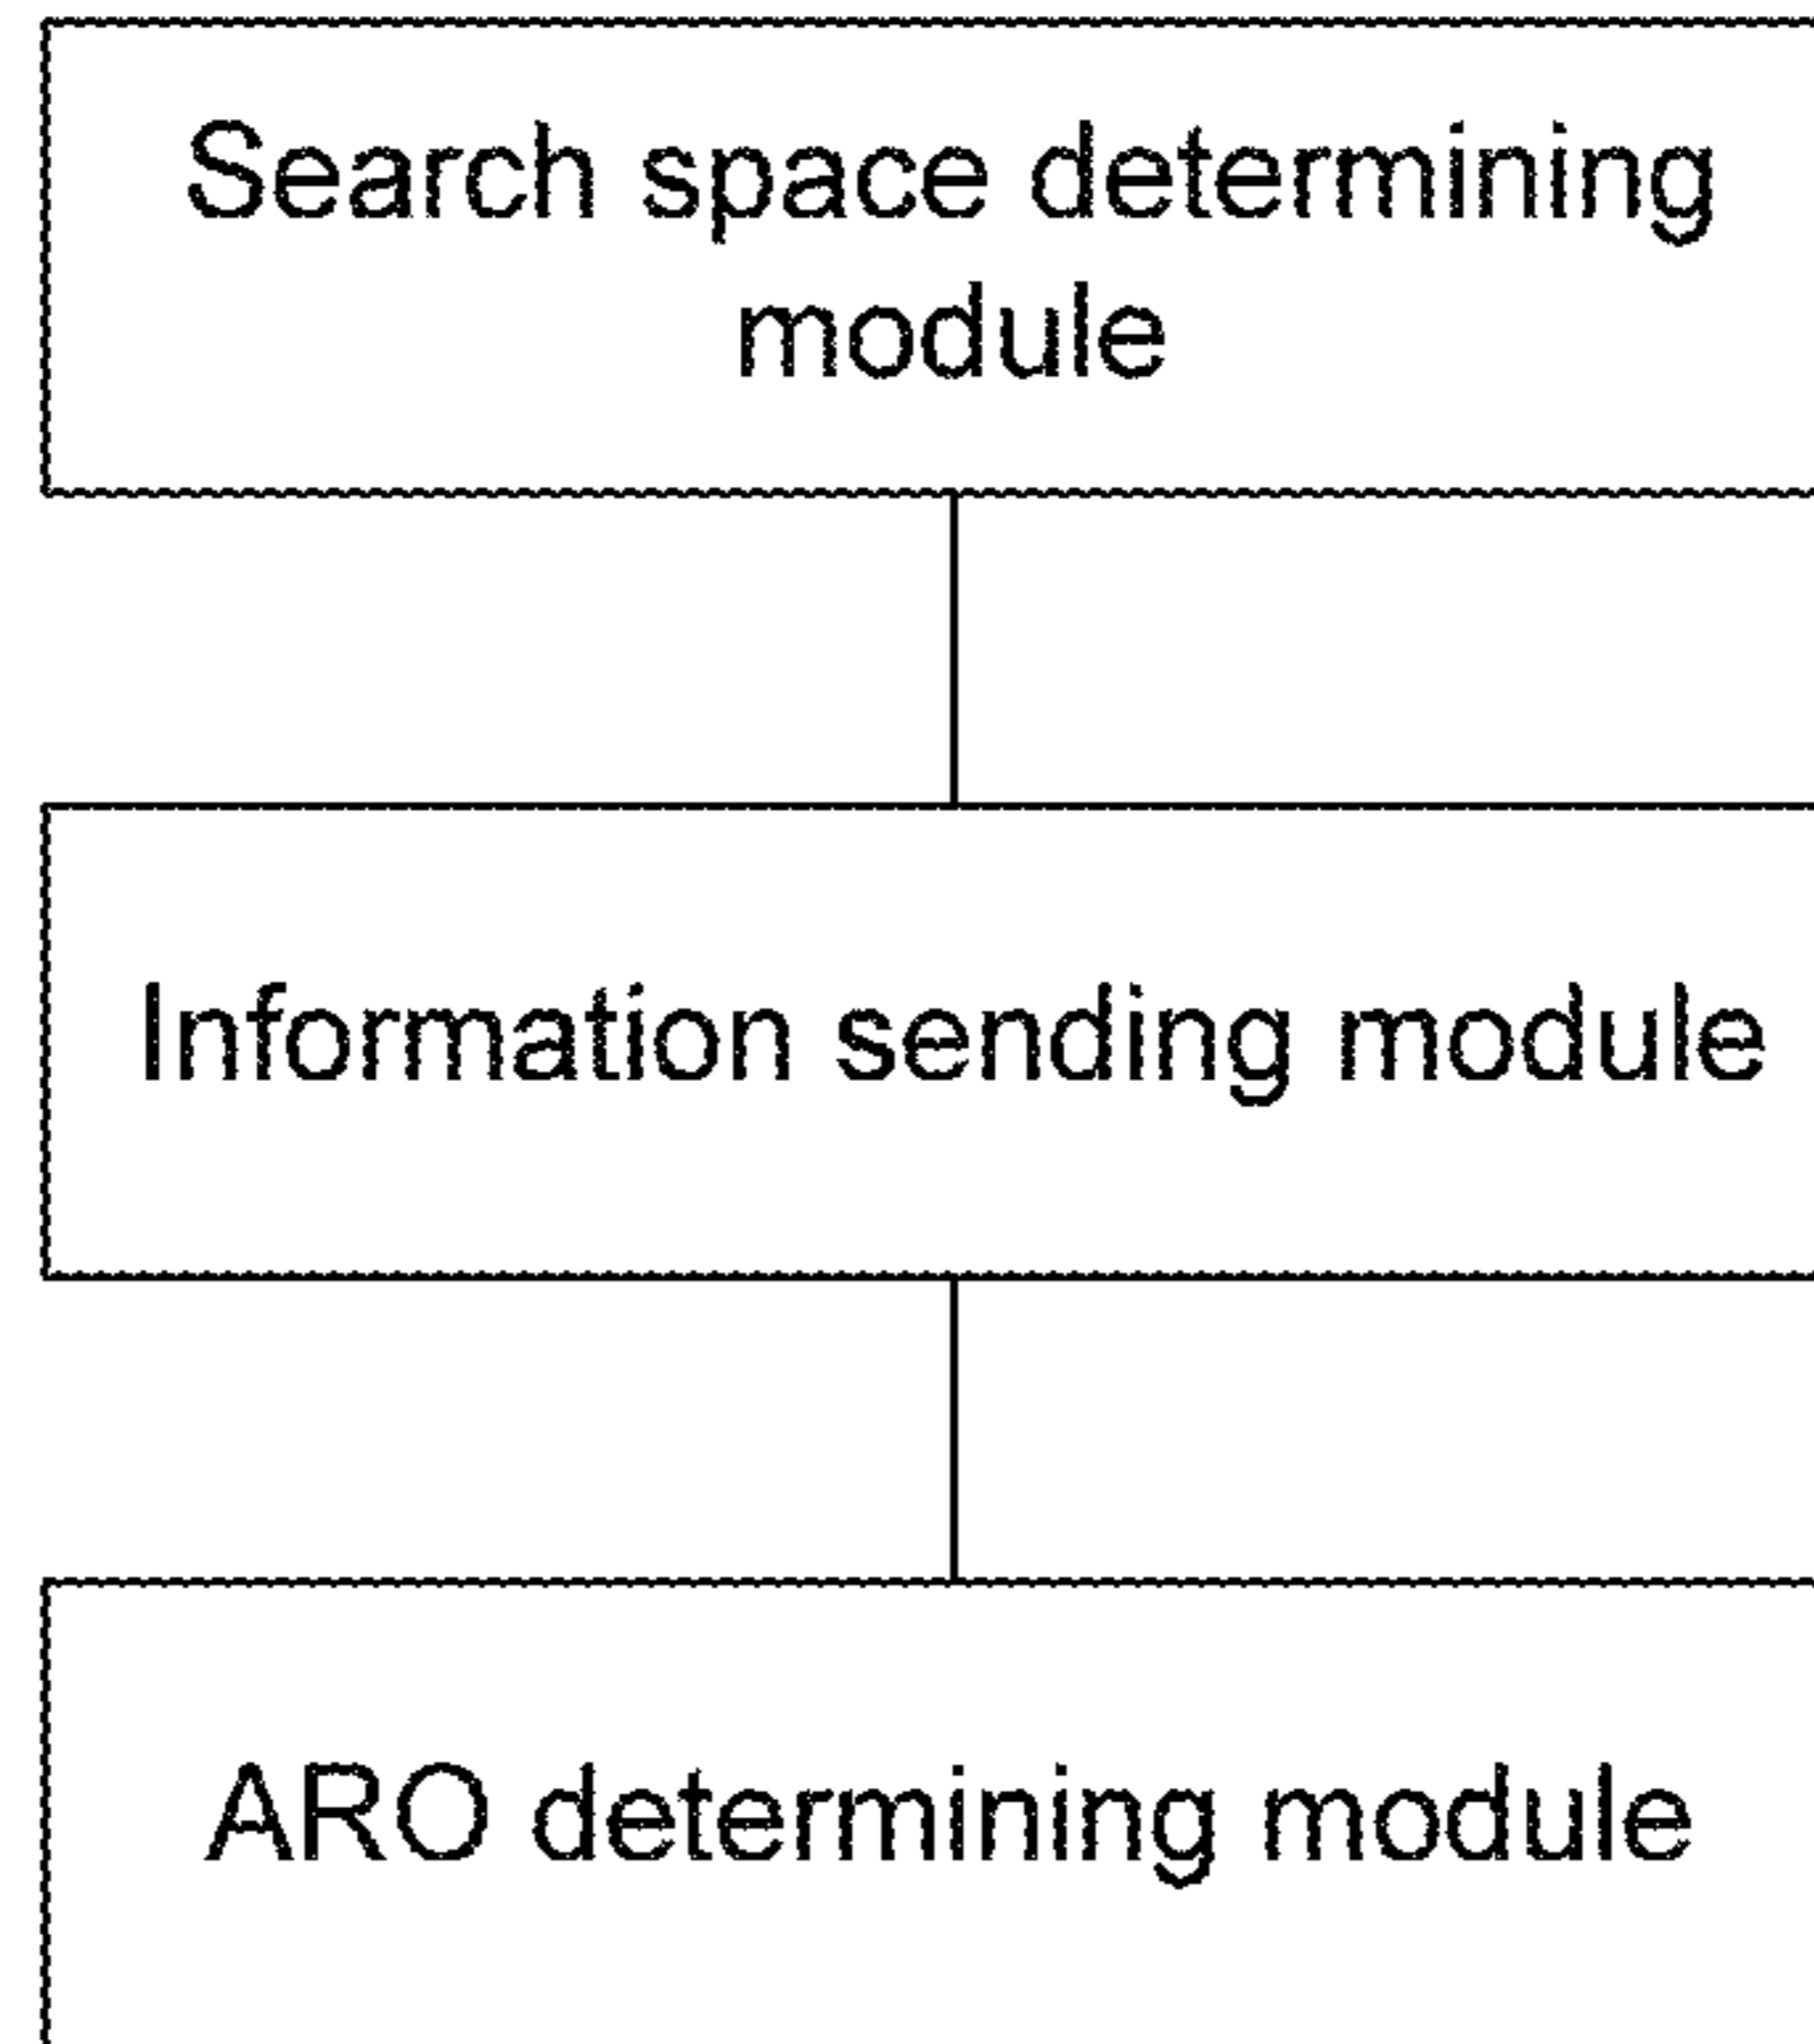 Search space determining
module
Information sending module
ARO determining module